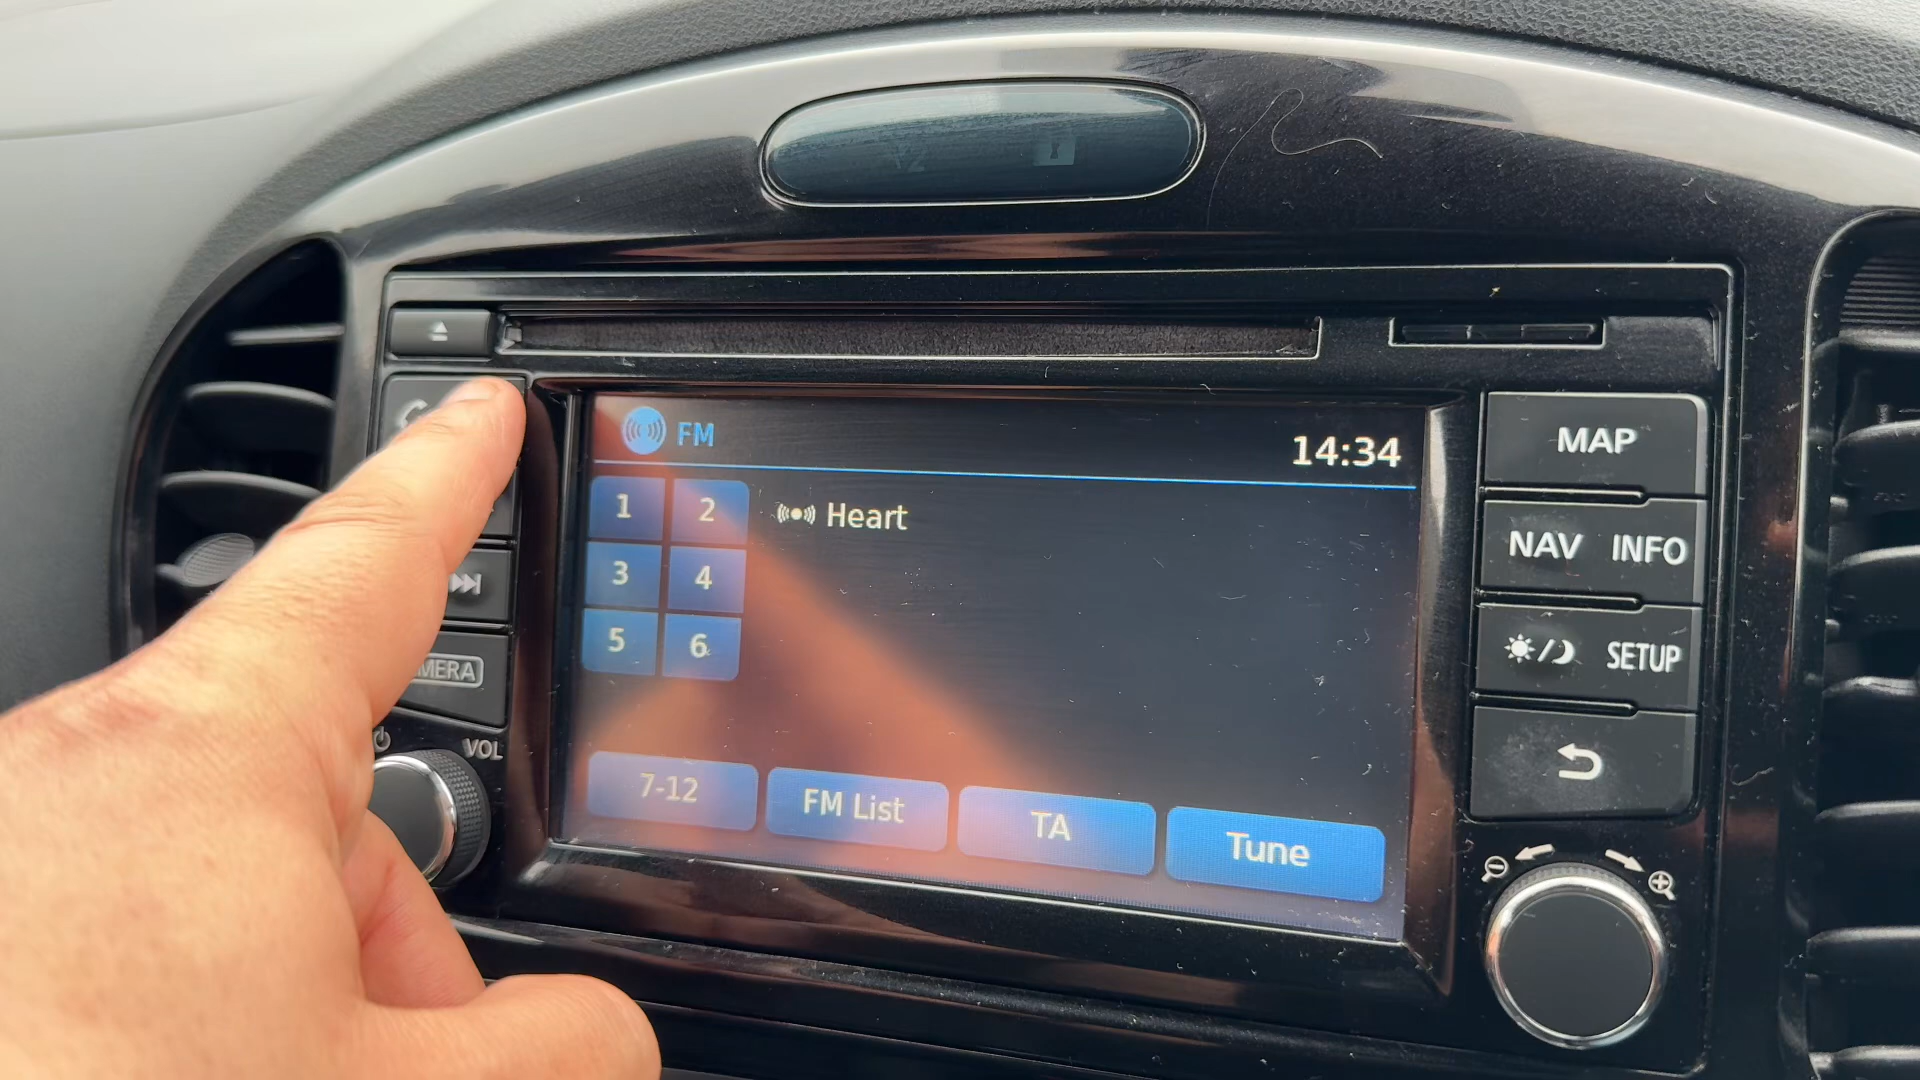 FM
14:34
MAP
1 2
Heart
NAV INFO
3 4
5 6
SETUP
MERA
VOL
7-12
FM List
TA
Tune